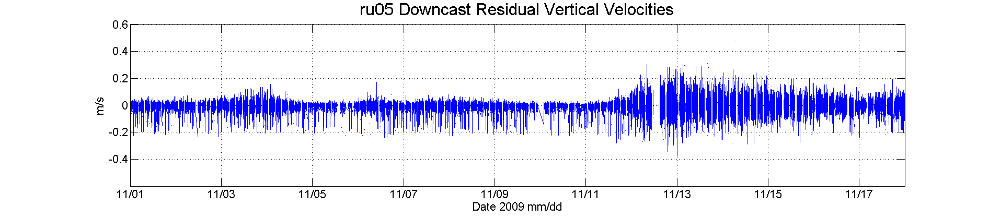 ru05 Downcast Residual Vertical Velocities
0.6
0.4
0.2
0
-0.2
-0.4
m/s
11/01 11/03 11/05 11/07 11/09 11/11 11/13 11/15 11/17
Date 2009 mm/dd